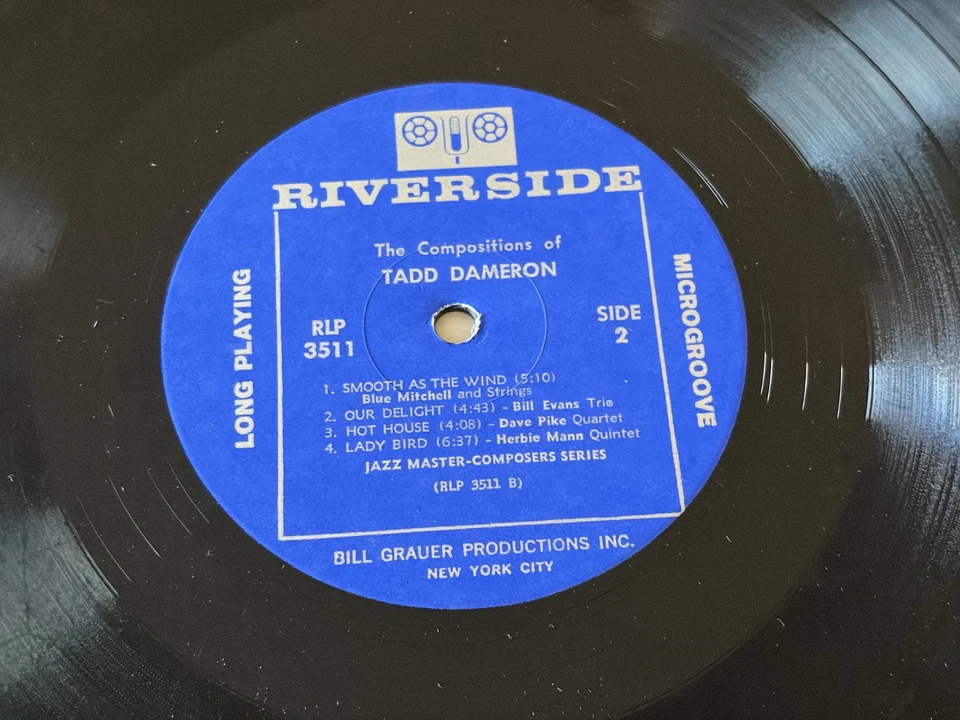 RIVERSIDE
The Compositions of
TADD DAMERON
LONG PLAYING
RLP
3511
SIDE
2
MICROGROOVE
1. SMOOTH AS THE WIND (5:10)
Blue Mitchell and Strings
2. OUR DELIGHT (4:43) - Bill Evans Trio
3. HOT HOUSE (4:08) - Dave Pike Quartet
4. LADY BIRD (6:37) - Herbie Mann Quintet
JAZZ MASTER-COMPOSERS SERIES
(RLP 3511 B)
BILL GRAUER PRODUCTIONS INC.
NEW YORK CITY